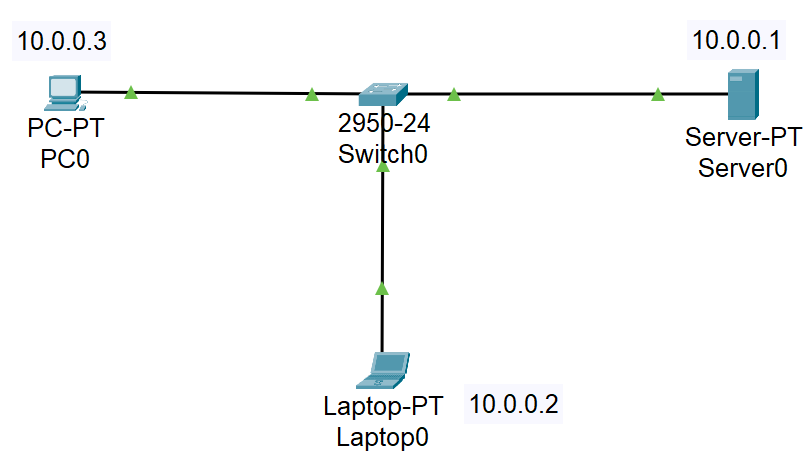 10.0.0.3
10.0.0.1
PC-PT
PC0
2950-24
Switch0
Server-PT
Server0
Laptop-PT
Laptop0
10.0.0.2